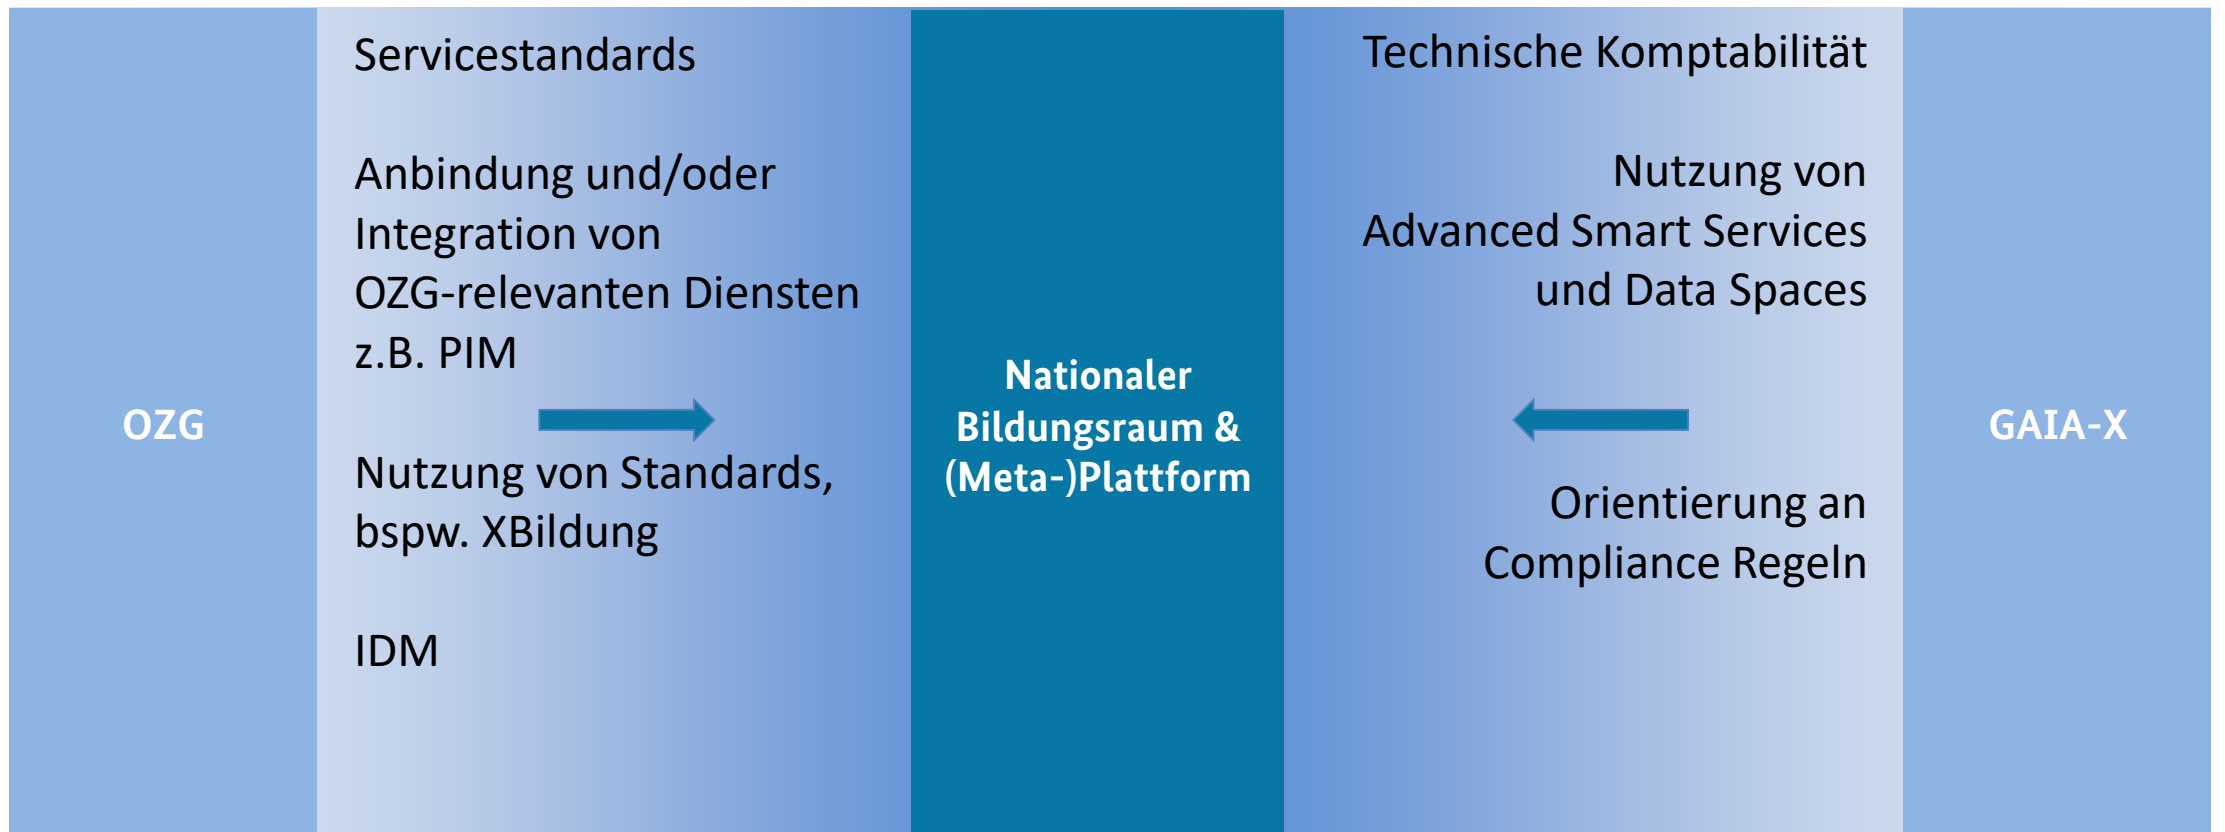 OZG
Servicestandards
Anbindung und/oder
Integration von
OZG-relevanten Diensten
z.B. PIM
Nutzung von Standards,
bspw. XBildung
IDM
Nationaler
Bildungsraum &
(Meta-)Plattform
Technische Komptabilität
Nutzung von
Advanced Smart Services
und Data Spaces
Orientierung an
Compliance Regeln
GAIA-X